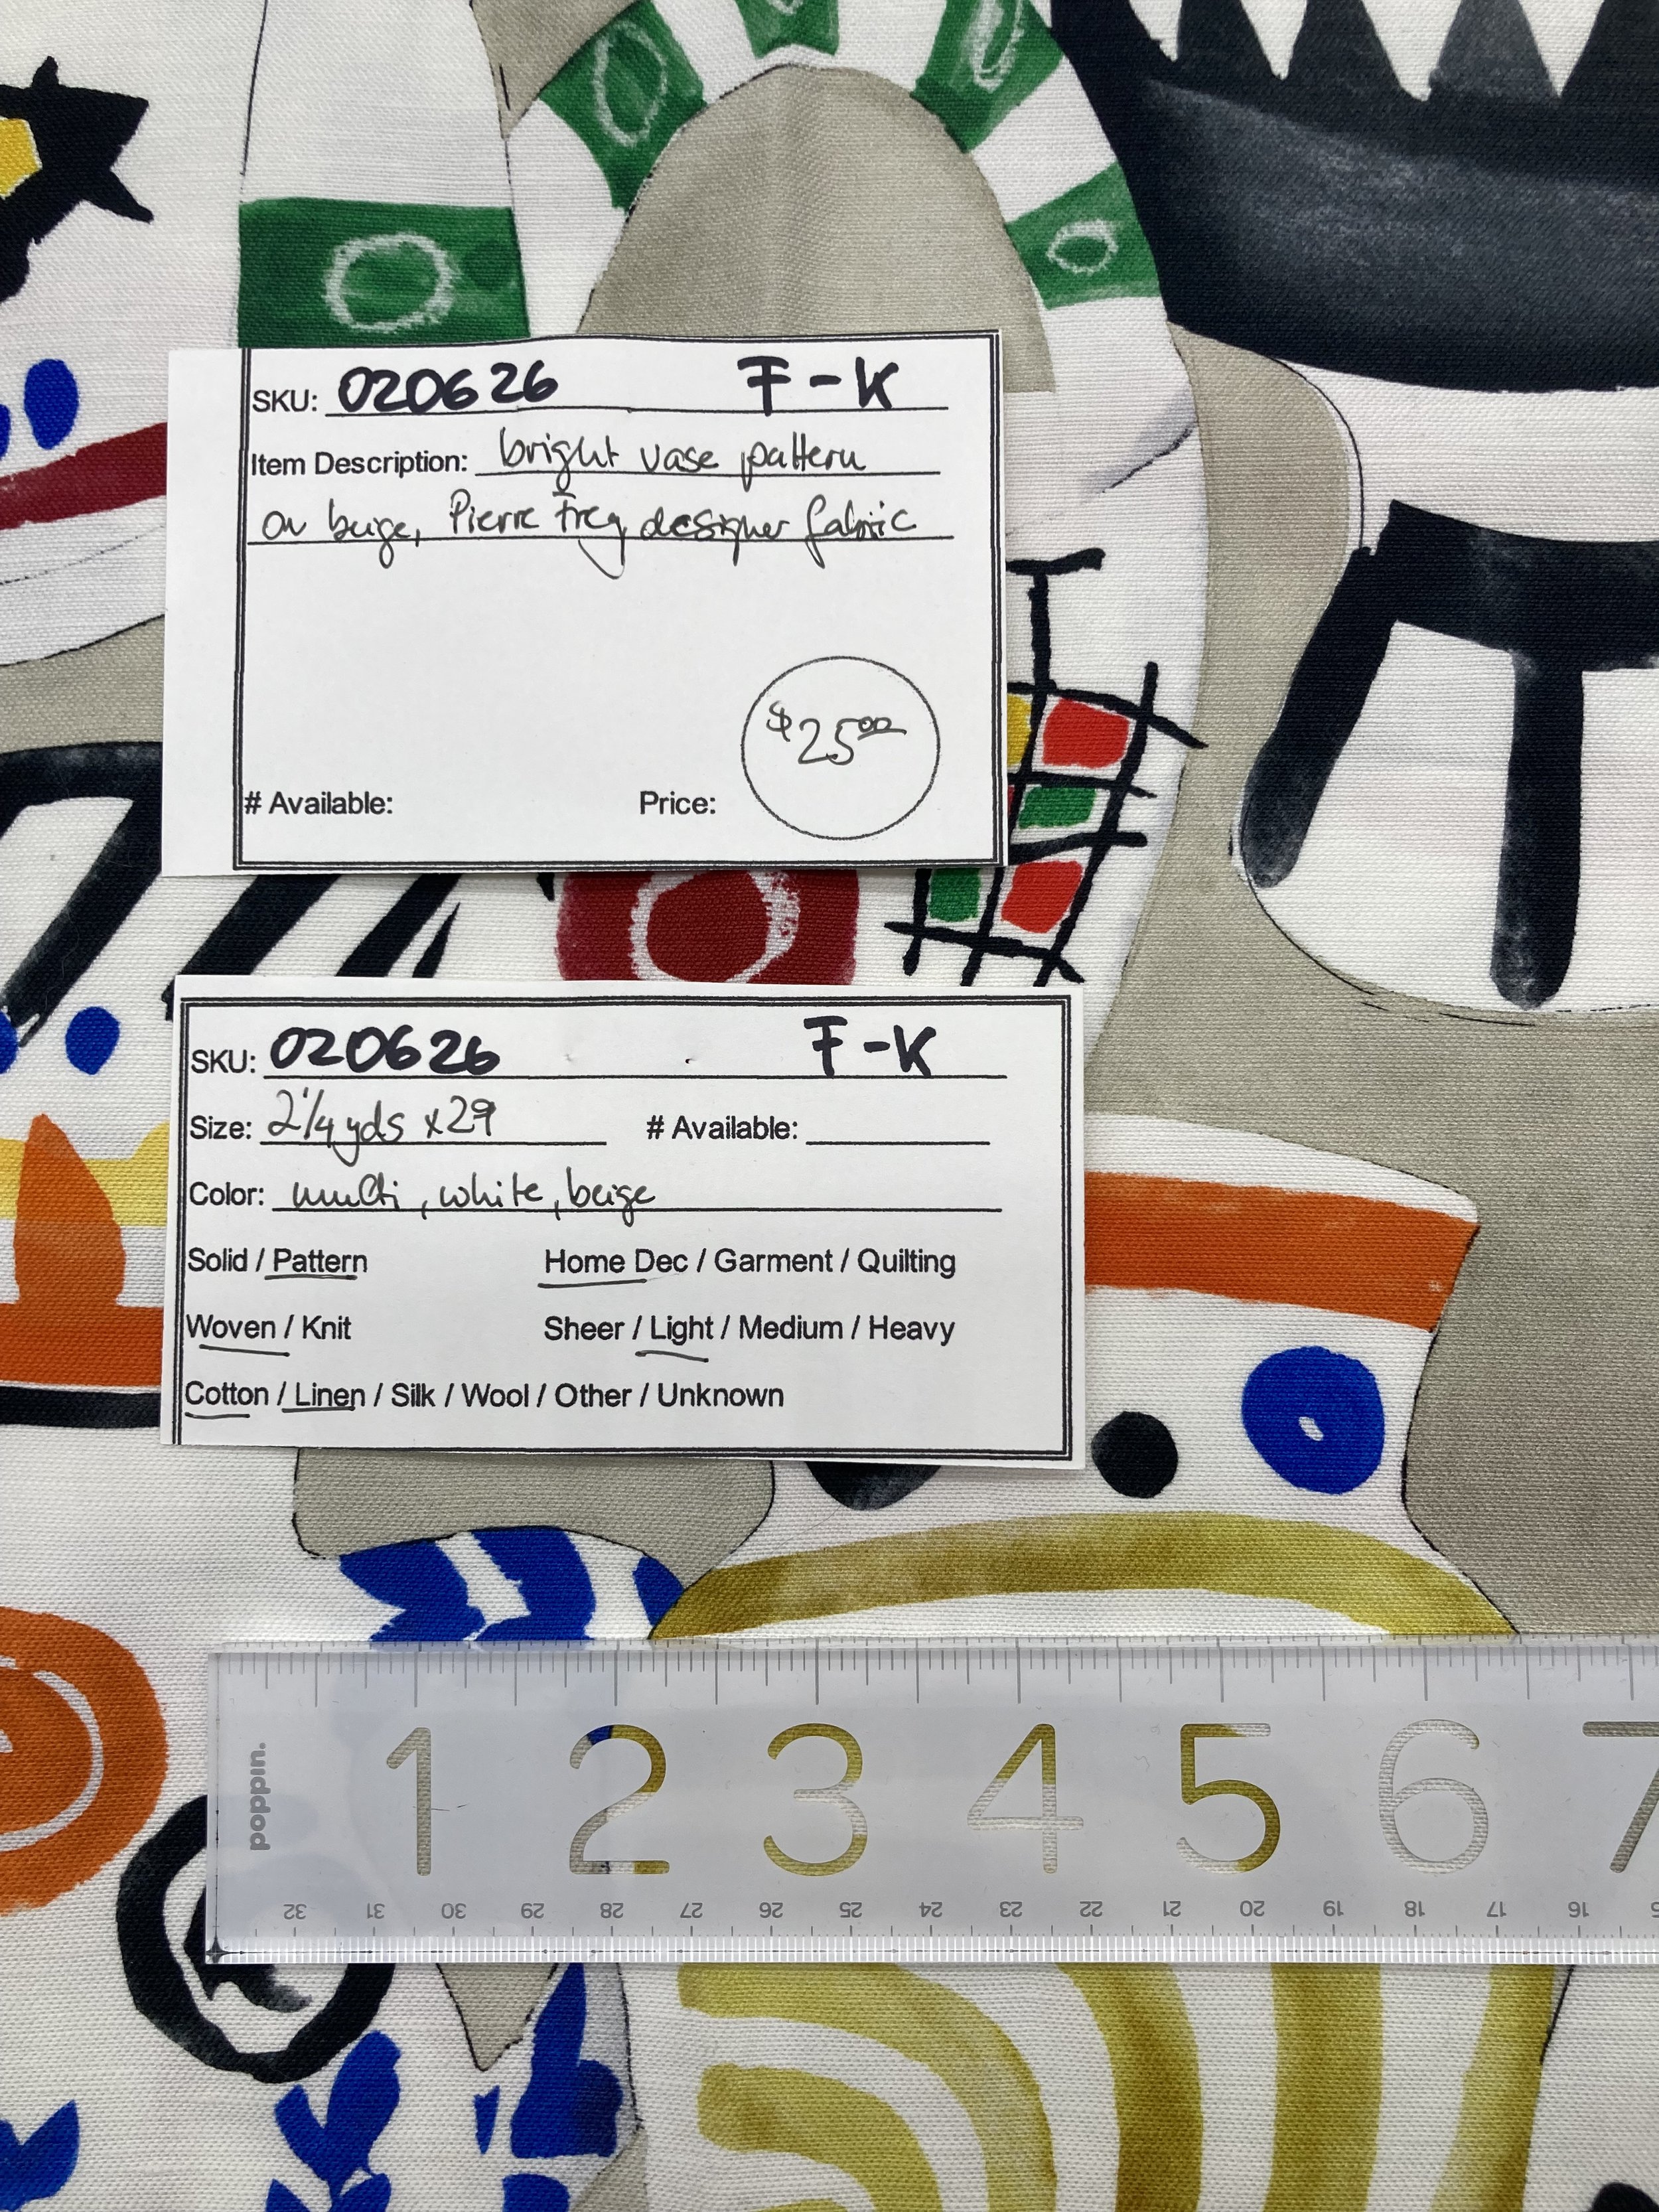 SKU: 020626 F-K
Item Description: bright vase pattern
on beige, Pierre Frey designer fabric
$25.00
# Available: Price:
SKU: 020626 F-K
Size: 2 1/4 yds x 29 # Available:
Color: multi, white, beige
Solid / Pattern Home Dec / Garment / Quilting
Woven / Knit Sheer / Light / Medium / Heavy
Cotton / Linen / Silk / Wool / Other / Unknown
poppin.
1 2 3 4 5 6 7
32 31 30 29 28 27 26 25 24 23 22 21 20 19 18 17 16